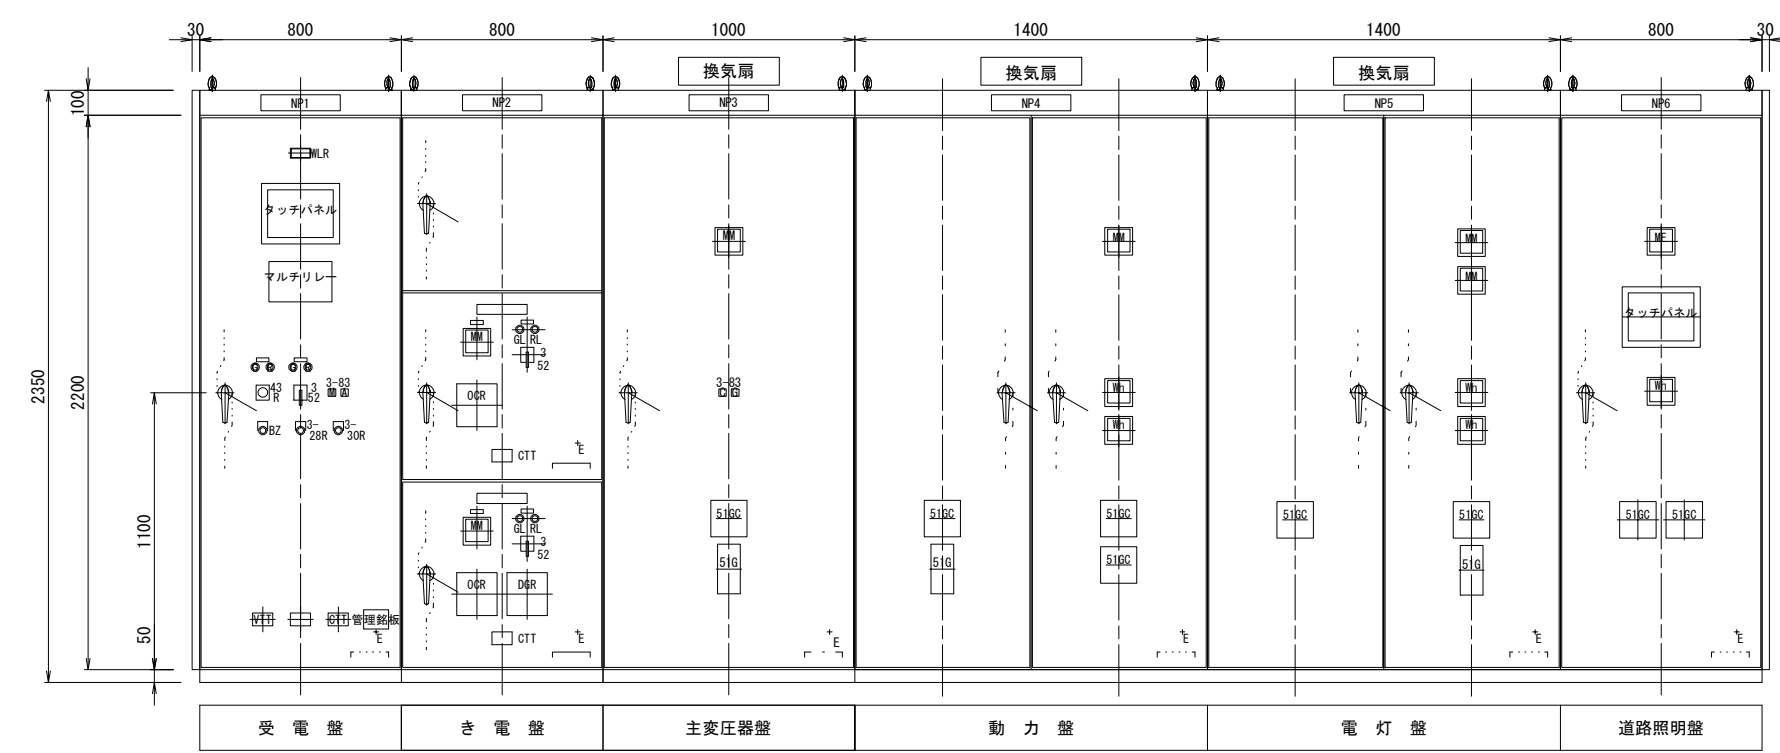 30 800 800 1000 1400 1400 800 30
換気扇 換気扇 換気扇
100
NP1 NP2 NP3 NP4 NP5 NP6
WLR
タッチパネル
マルチリレー
MM MM MM MM MF
タッチパネル
MM GL RL
3
52
2350
2200
43
R
3
52
3-83
M A
OCR
3-83
C G
Wh Wh Wh
BZ
3-
28R
3-
30R
Wh Wh
CTT E
51GC 51GC 51GC 51GC 51GC 51GC 51GC
MM GL RL
3
52
1100
51G 51G 51GC 51G
OCR DGR
VTT CTT 管理銘板
50
E CTT E E E E E
受電盤 き電盤 主変圧器盤 動力盤 電灯盤 道路照明盤